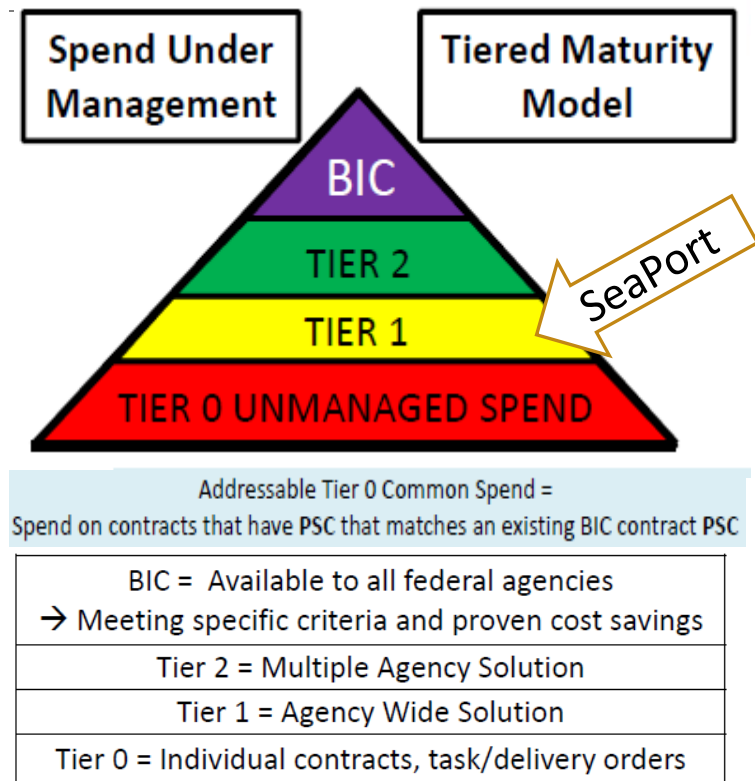 Spend Under
Management
Tiered Maturity
Model
BIC
TIER 2
SeaPort
TIER 1
TIER 0 UNMANAGED SPEND
Addressable Tier 0 Common Spend =
Spend on contracts that have PSC that matches an existing BIC contract PSC
BIC = Available to all federal agencies
→ Meeting specific criteria and proven cost savings
Tier 2 = Multiple Agency Solution
Tier 1 = Agency Wide Solution
Tier 0 = Individual contracts, task/delivery orders